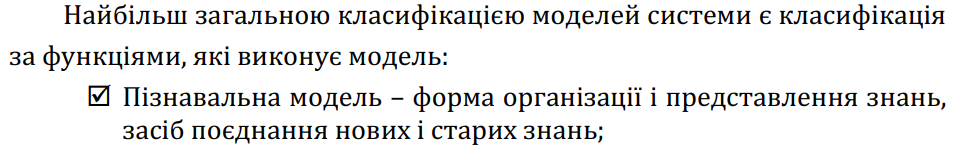 Найбільш загальною класифікацією моделей системи є класифікація
за функціями, які виконує модель:
☑ Пізнавальна модель – форма організації і представлення знань,
засіб поєднання нових і старих знань;